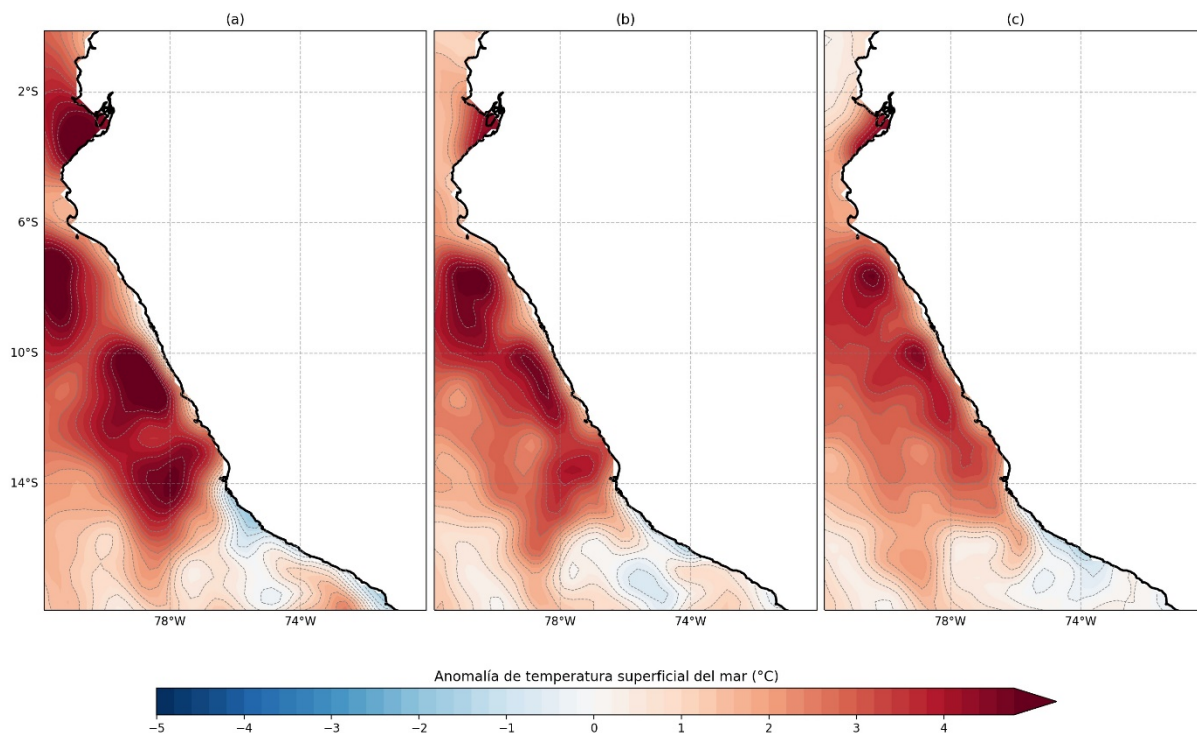 (a)
(b)
(c)
2°S
6°S
10°S
14°S
78°W
74°W
78°W
74°W
78°W
74°W
Anomalía de temperatura superficial del mar (°C)
−5
−4
−3
−2
−1
0
1
2
3
4